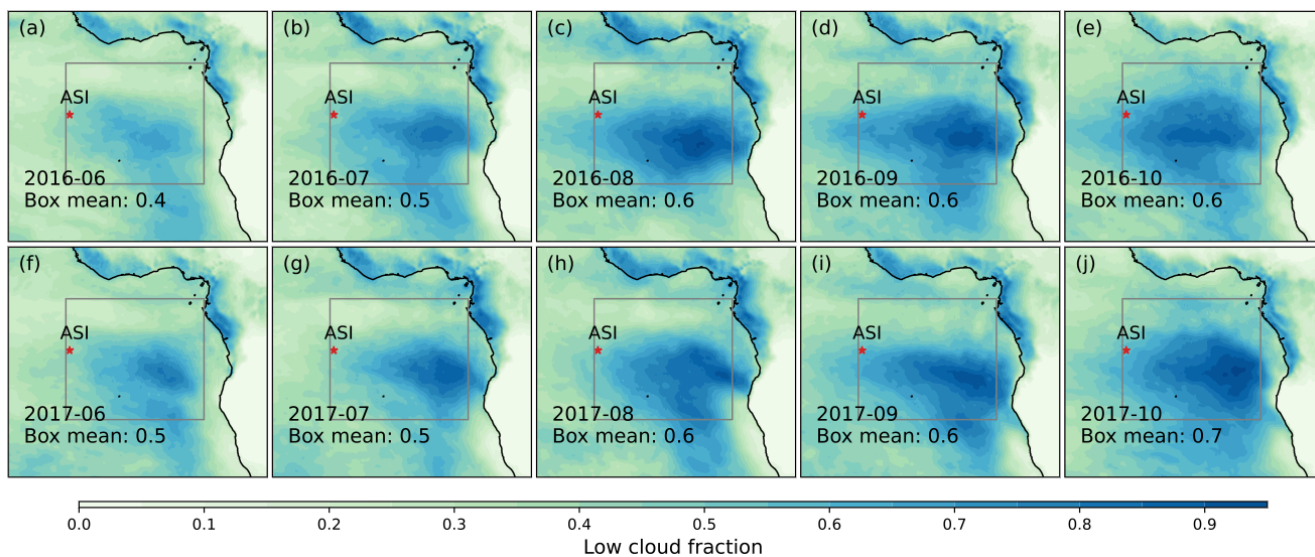 (a)
ASI
2016-06
Box mean: 0.4
(b)
ASI
2016-07
Box mean: 0.5
(c)
ASI
2016-08
Box mean: 0.6
(d)
ASI
2016-09
Box mean: 0.6
(e)
ASI
2016-10
Box mean: 0.6
(f)
ASI
2017-06
Box mean: 0.5
(g)
ASI
2017-07
Box mean: 0.5
(h)
ASI
2017-08
Box mean: 0.6
(i)
ASI
2017-09
Box mean: 0.6
(j)
ASI
2017-10
Box mean: 0.7
0.0 0.1 0.2 0.3 0.4 0.5 0.6 0.7 0.8 0.9
Low cloud fraction